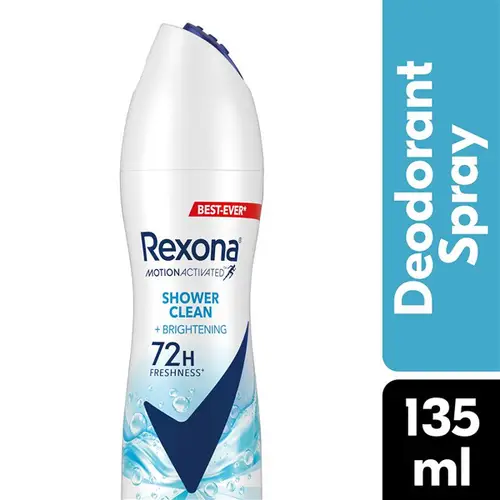 BEST-EVER*
Rexona
MOTIONACTIVATED
SHOWER
CLEAN
+ BRIGHTENING
72H
FRESHNESS*
Deodorant
Spray
135
ml